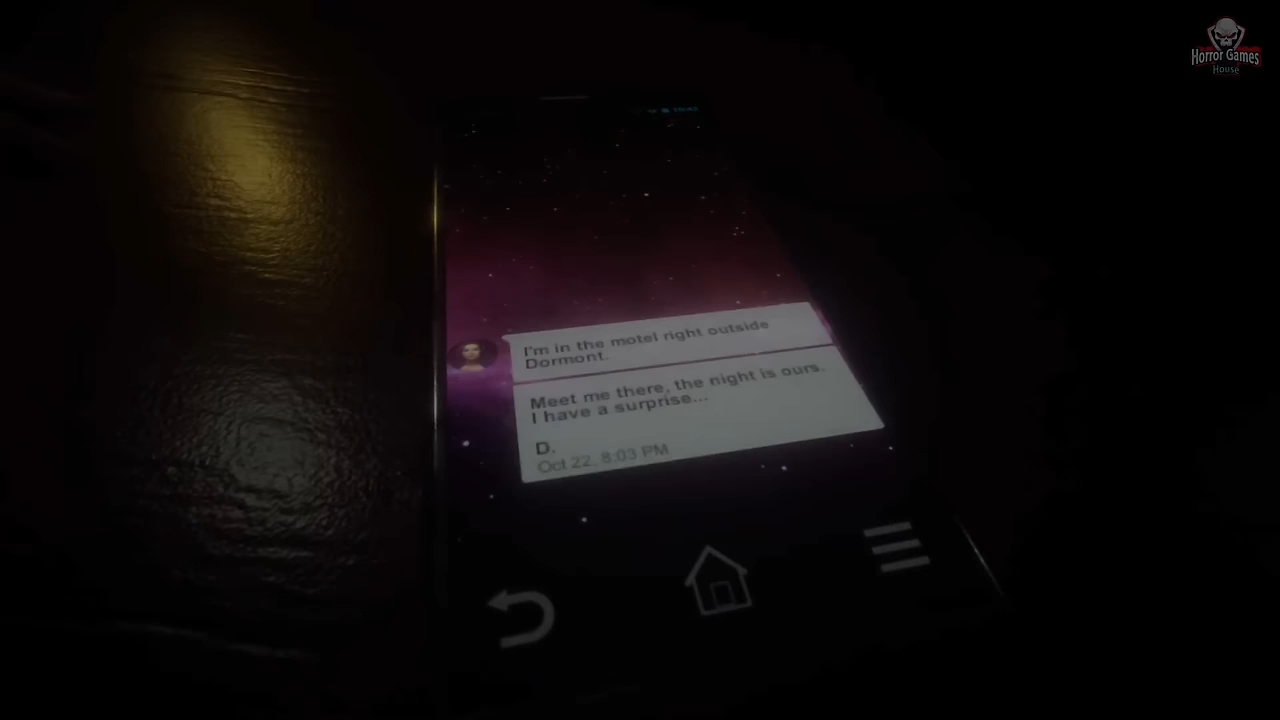 Horror Games
House
I'm in the motel right outside
Dormont.
Meet me there, the night is ours.
I have a surprise...
D.
Oct 22, 8:03 PM